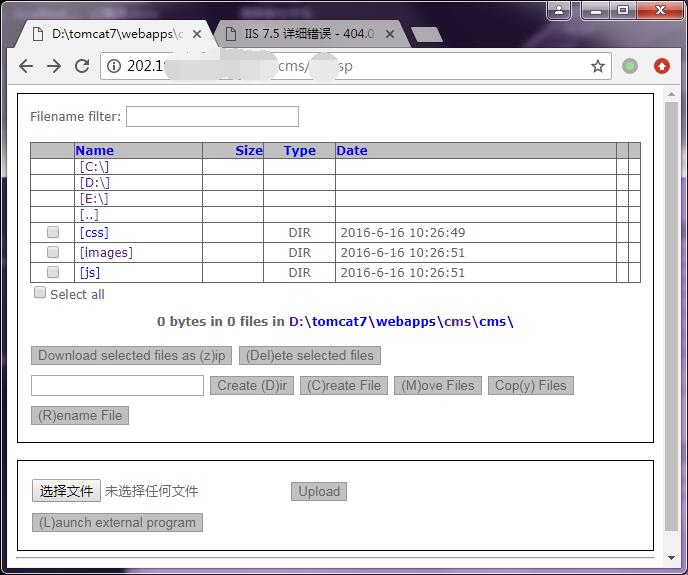 D:\tomcat7\webapps\c
IIS 7.5 详细错误 - 404.0
202.1
cms/
sp
Filename filter:
Name Size Type Date
[C:\]
[D:\]
[E:\]
[..]
[css] DIR 2016-6-16 10:26:49
[images] DIR 2016-6-16 10:26:51
[js] DIR 2016-6-16 10:26:51
Select all
0 bytes in 0 files in D:\tomcat7\webapps\cms\cms\
Download selected files as (z)ip (Del)ete selected files
Create (D)ir (C)reate File (M)ove Files Cop(y) Files
(R)ename File
选择文件 未选择任何文件 Upload
(L)aunch external program